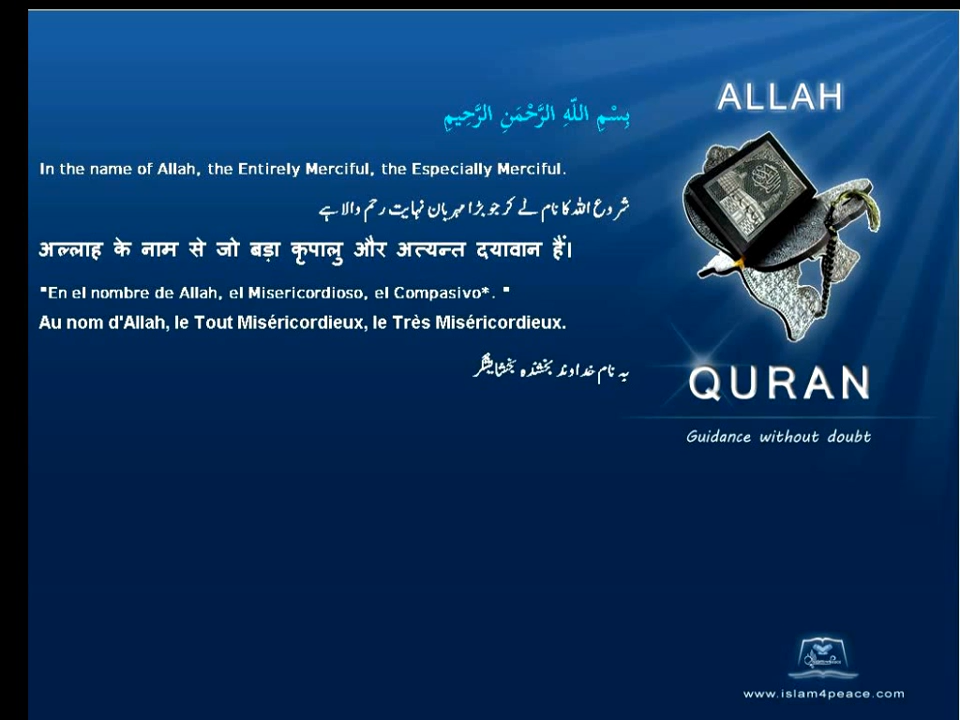 بِسْمِ اللّهِ الرَّحْمَنِ الرَّحِيمِ
In the name of Allah, the Entirely Merciful, the Especially Merciful.
شروع الله کا نام لے کر جو بڑا مہربان نہایت رحم والا ہے
अल्लाह के नाम से जो बड़ा कृपालु और अत्यन्त दयावान हैं।
"En el nombre de Allah, el Misericordioso, el Compasivo*. "
Au nom d'Allah, le Tout Miséricordieux, le Très Miséricordieux.
به نام خداوند بخشنده بخشایشگر
ALLAH
QURAN
Guidance without doubt
www.islam4peace.com